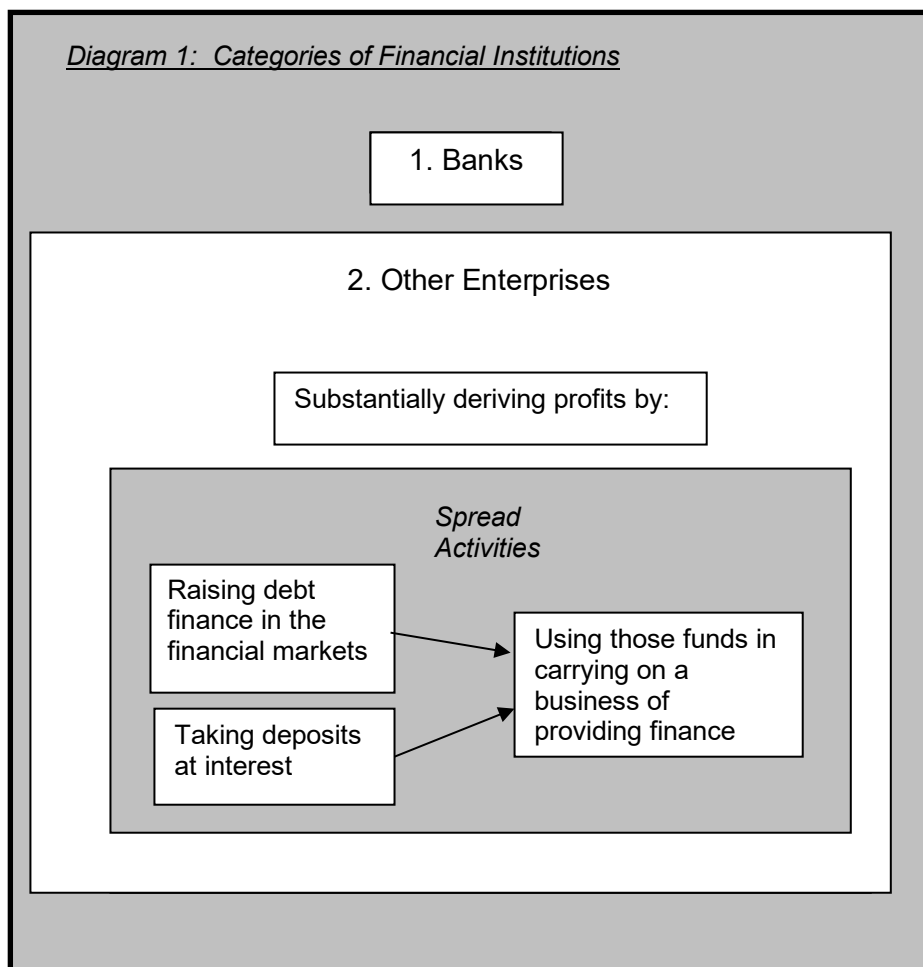 Diagram 1: Categories of Financial Institutions
1. Banks
2. Other Enterprises
Substantially deriving profits by:
Spread
Activities
Raising debt
finance in the
financial markets
Taking deposits
at interest
Using those funds in
carrying on a
business of
providing finance